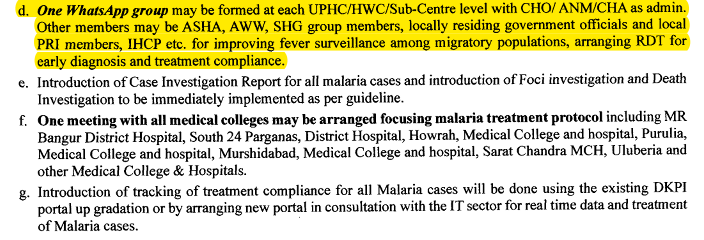 d. One WhatsApp group may be formed at each UPHC/HWC/Sub-Centre level with CHO/ ANM/CHA as admin.
Other members may be ASHA, AWW, SHG group members, locally residing government officials and local
PRI members, IHCP etc. for improving fever surveillance among migratory populations, arranging RDT for
early diagnosis and treatment compliance.
e. Introduction of Case Investigation Report for all malaria cases and introduction of Foci investigation and Death
Investigation to be immediately implemented as per guideline.
f. One meeting with all medical colleges may be arranged focusing malaria treatment protocol including MR
Bangur District Hospital, South 24 Parganas, District Hospital, Howrah, Medical College and hospital, Purulia,
Medical College and hospital, Murshidabad, Medical College and hospital, Sarat Chandra MCH, Uluberia and
other Medical College & Hospitals.
g. Introduction of tracking of treatment compliance for all Malaria cases will be done using the existing DKPI
portal up gradation or by arranging new portal in consultation with the IT sector for real time data and treatment
of Malaria cases.